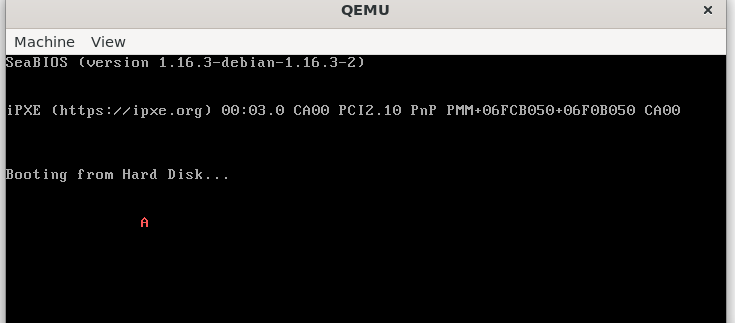 QEMU
×
Machine View
SeaBIOS (version 1.16.3-debian-1.16.3-2)
iPXE (https://ipxe.org) 00:03.0 CA00 PCI2.10 PnP PMM+06FCB050+06F0B050 CA00
Booting from Hard Disk...
A